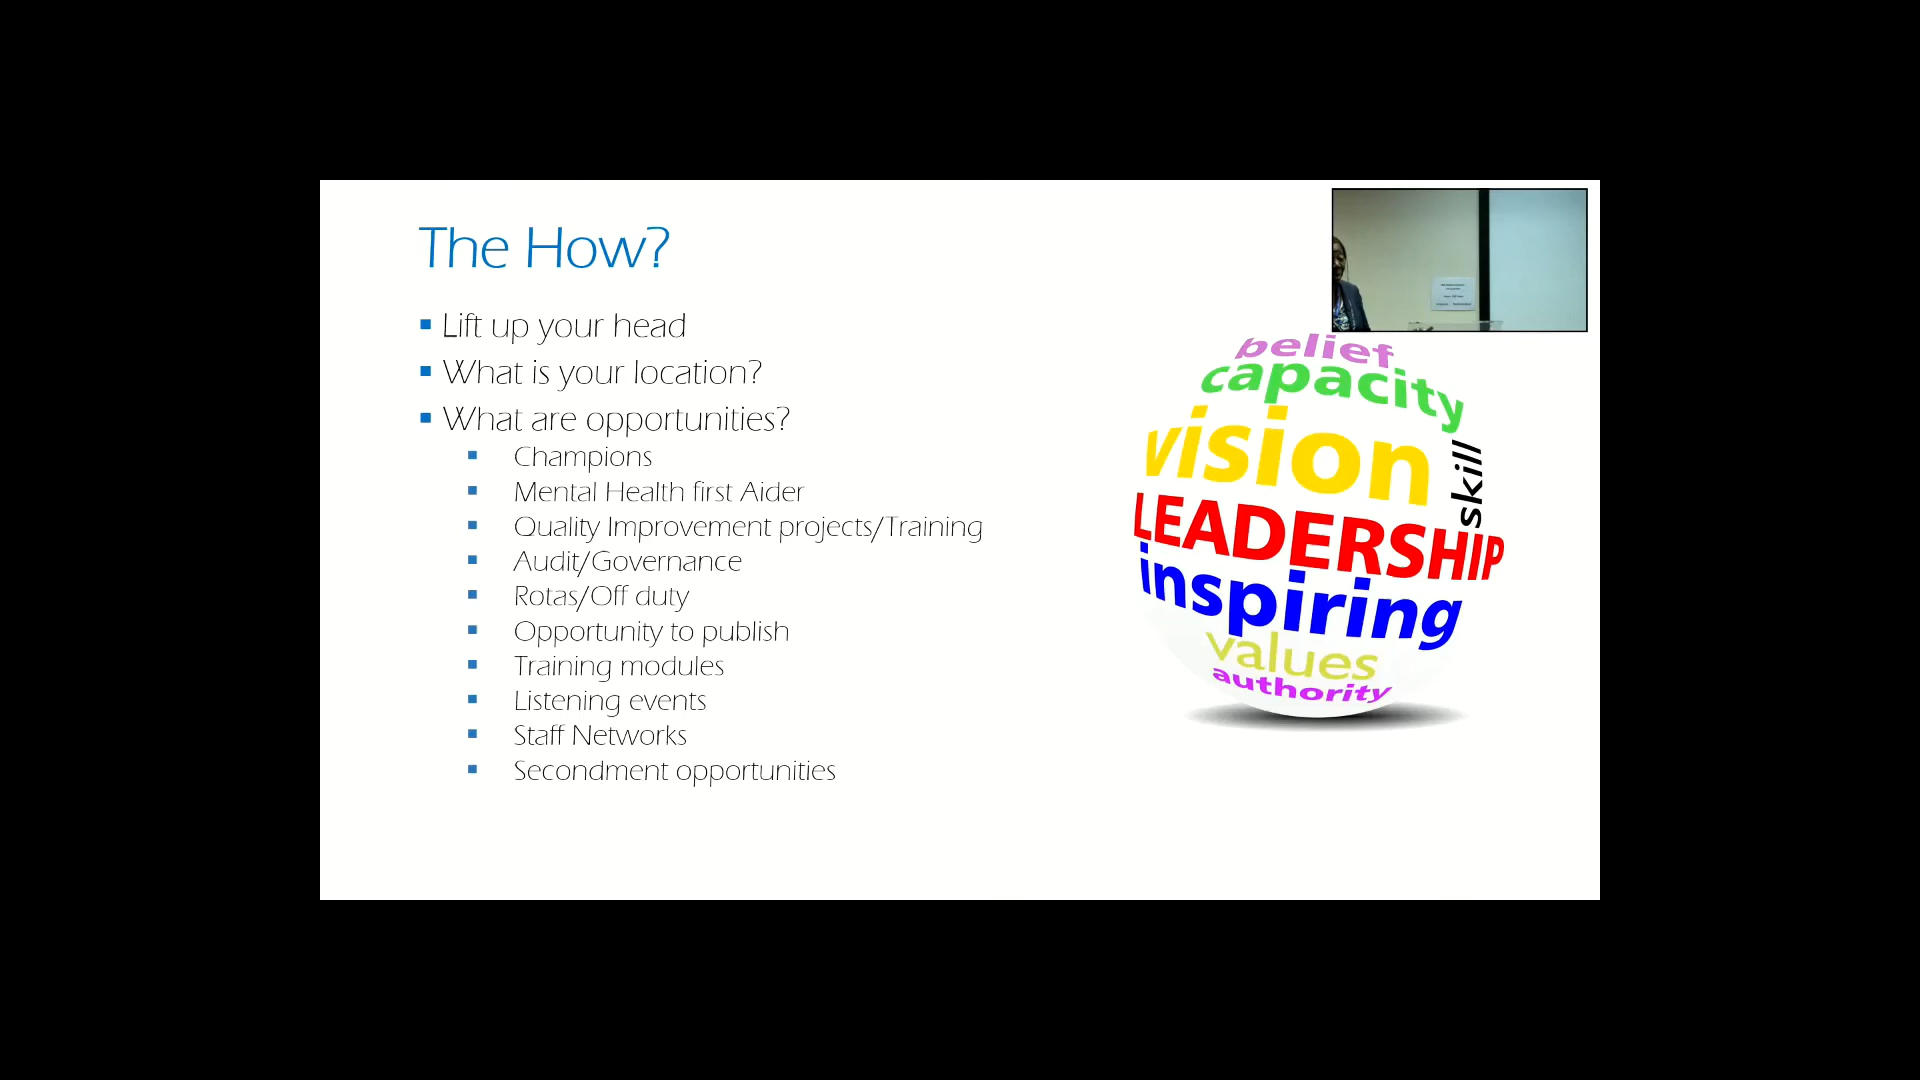 The How?
Lift up your head
What is your location?
What are opportunities?
Champions
Mental Health first Aider
Quality Improvement projects/Training
Audit/Governance
Rotas/Off duty
Opportunity to publish
Training modules
Listening events
Staff Networks
Secondment opportunities
belief
capacity
vision
skill
LEADERSHIP
inspiring
values
authority